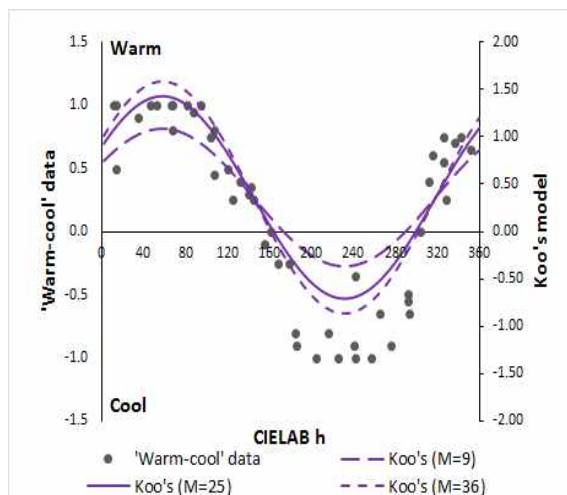 1.5 Warm 2.00
1.0 1.50
1.00
0.5 0.50
0.0 0.00
0 40 80 120 160 200 240 280 320 360
-0.5 -0.50
-1.00
-1.0 -1.50
Cool
-1.5 -2.00
'Warm-cool' data
Koo's model
CIELAB h
'Warm-cool' data Koo's (M=9)
Koo's (M=25) Koo's (M=36)